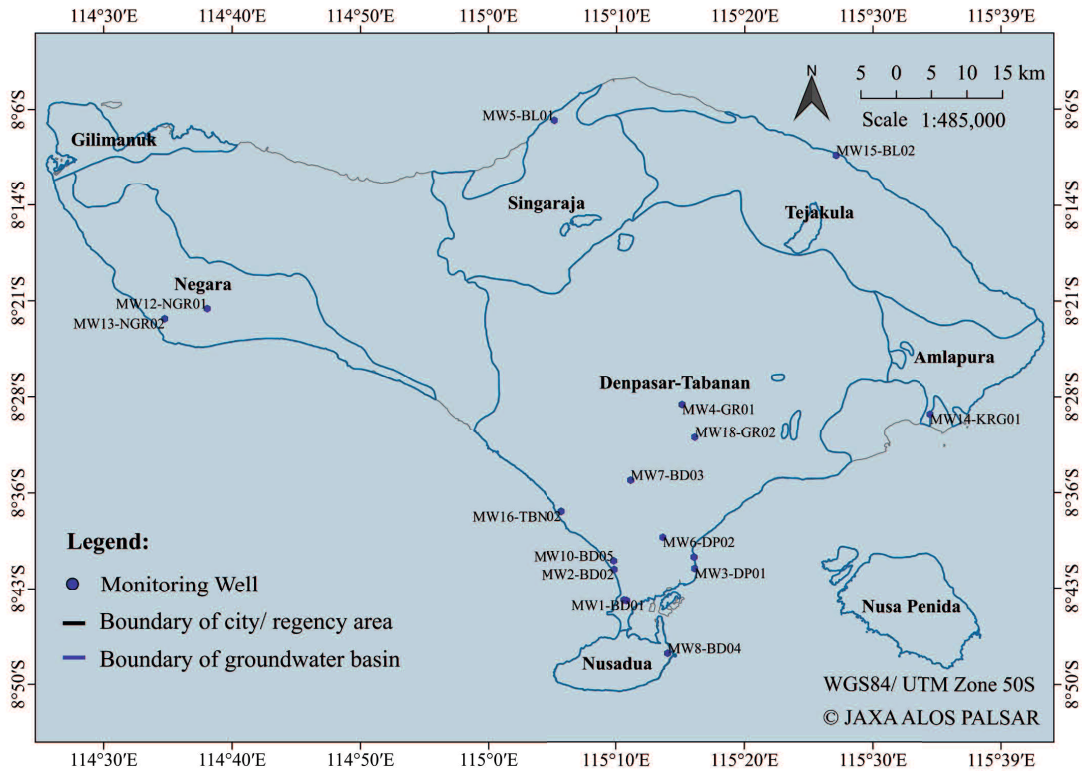 114°30′E 114°40′E 115°0′E 115°10′E 115°20′E 115°30′E 115°39′E
N
5 0 5 10 15 km
Scale 1:485,000
8°6′S 8°6′S
MW5-BL01
Gilimanuk
MW15-BL02
8°14′S 8°14′S
Singaraja
Tejakula
Negara
8°21′S 8°21′S
MW12-NGR01
MW13-NGR02
Amlapura
Denpasar-Tabanan
8°28′S 8°28′S
MW4-GR01
MW14-KRG01
MW18-GR02
MW7-BD03
8°36′S 8°36′S
MW16-TBN02
Legend:
MW6-DP02
MW10-BD05
MW2-BD02
MW3-DP01
Monitoring Well
8°43′S 8°43′S
MW1-BD01
Nusa Penida
Boundary of city/ regency area
MW8-BD04
Boundary of groundwater basin
Nusadua
8°50′S 8°50′S
WGS84/ UTM Zone 50S
© JAXA ALOS PALSAR
114°30′E 114°40′E 115°0′E 115°10′E 115°20′E 115°30′E 115°39′E